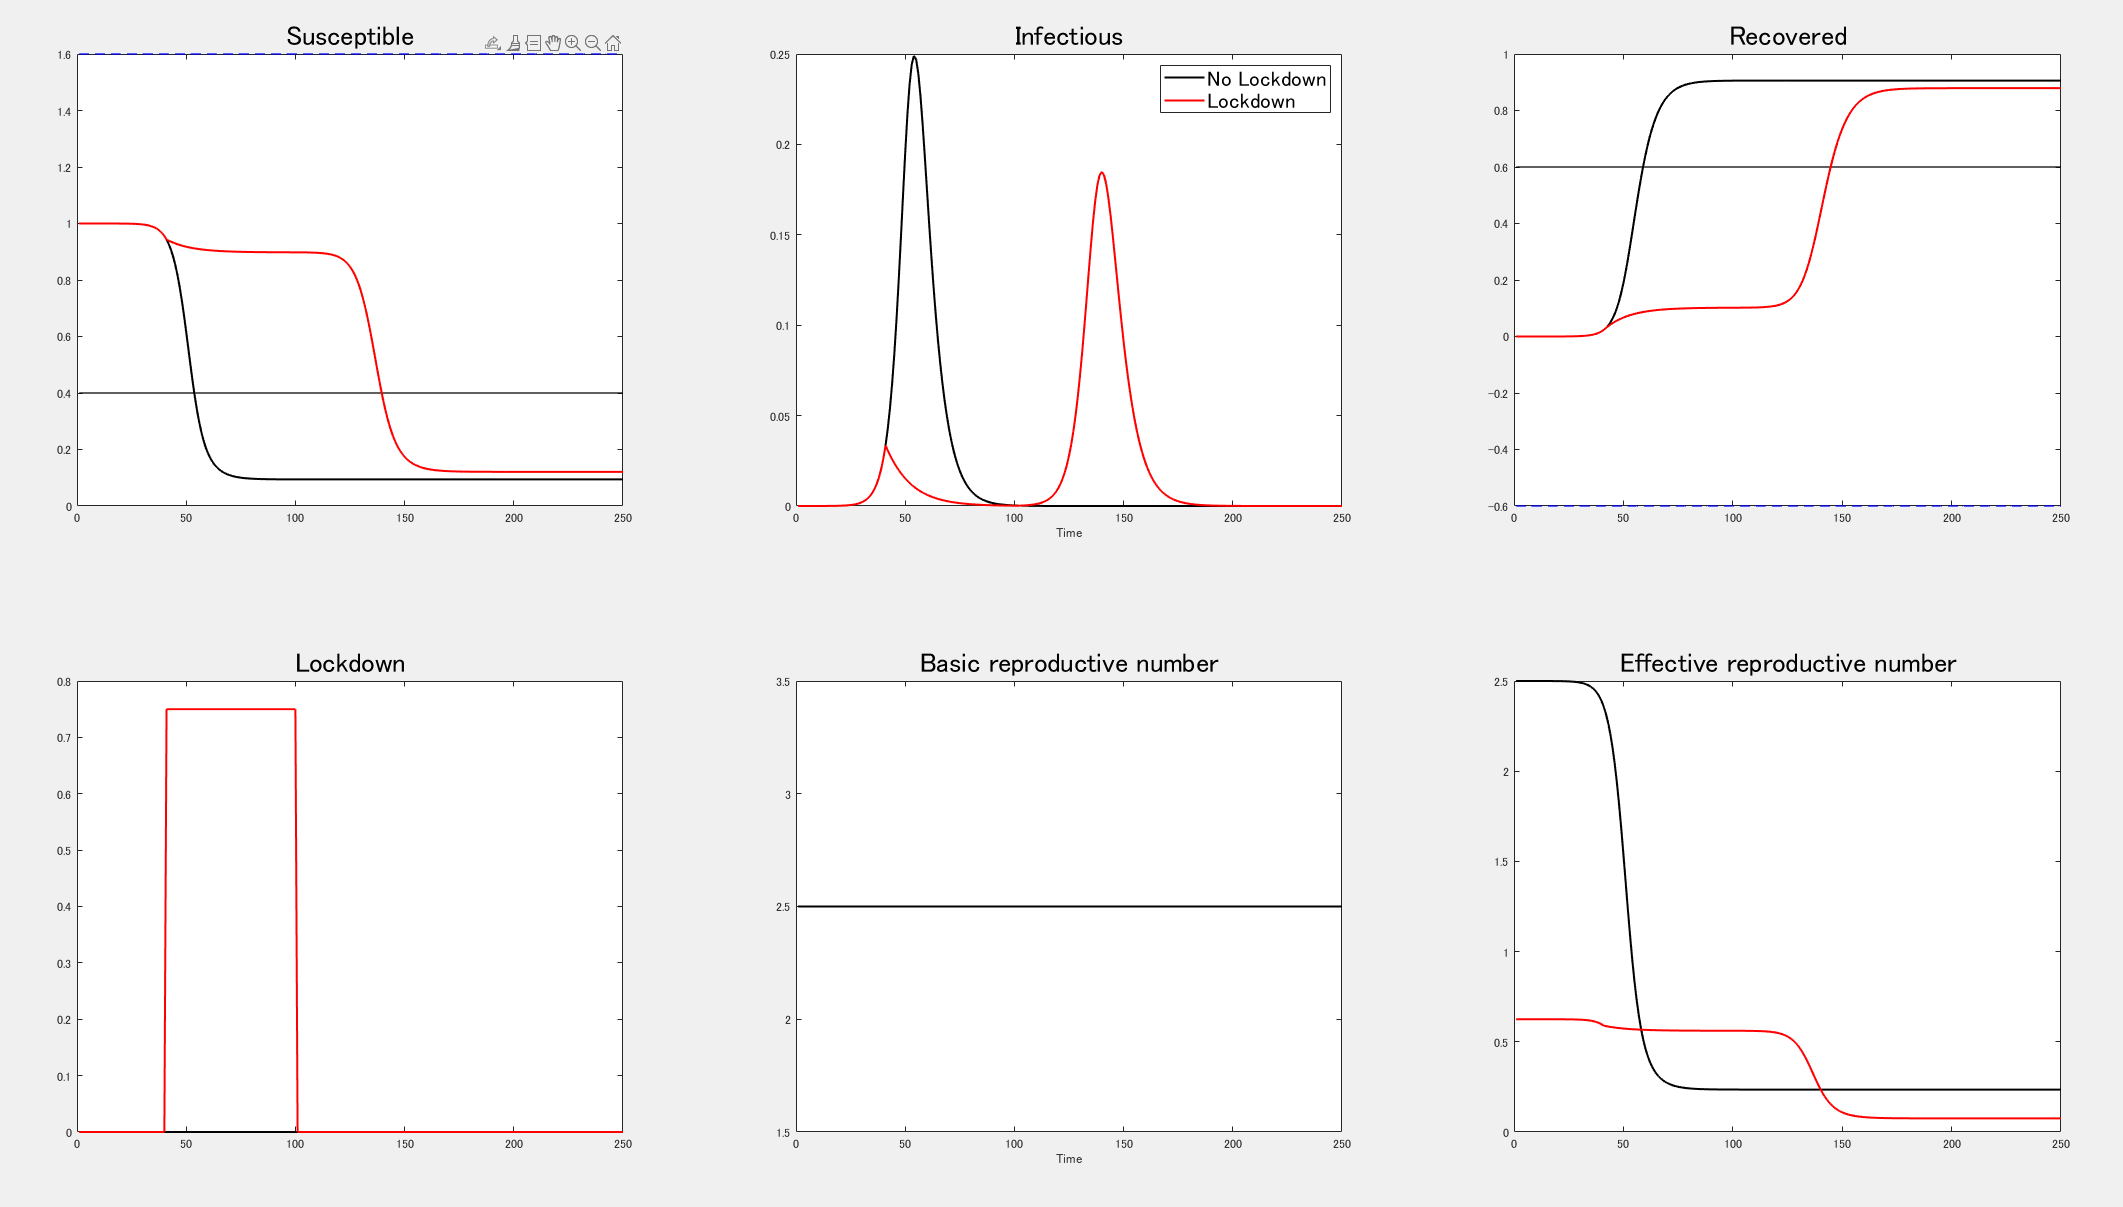 Susceptible
1.6
1.4
1.2
1
0.8
0.6
0.4
0.2
0
0 50 100 150 200 250
Infectious
No Lockdown
Lockdown
0.25
0.2
0.15
0.1
0.05
0
0 50 100 150 200 250
Time
Recovered
1
0.8
0.6
0.4
0.2
0
-0.2
-0.4
-0.6
0 50 100 150 200 250
Lockdown
0.8
0.7
0.6
0.5
0.4
0.3
0.2
0.1
0
0 50 100 150 200 250
Basic reproductive number
3.5
3
2.5
2
1.5
0 50 100 150 200 250
Time
Effective reproductive number
2.5
2
1.5
1
0.5
0
0 50 100 150 200 250